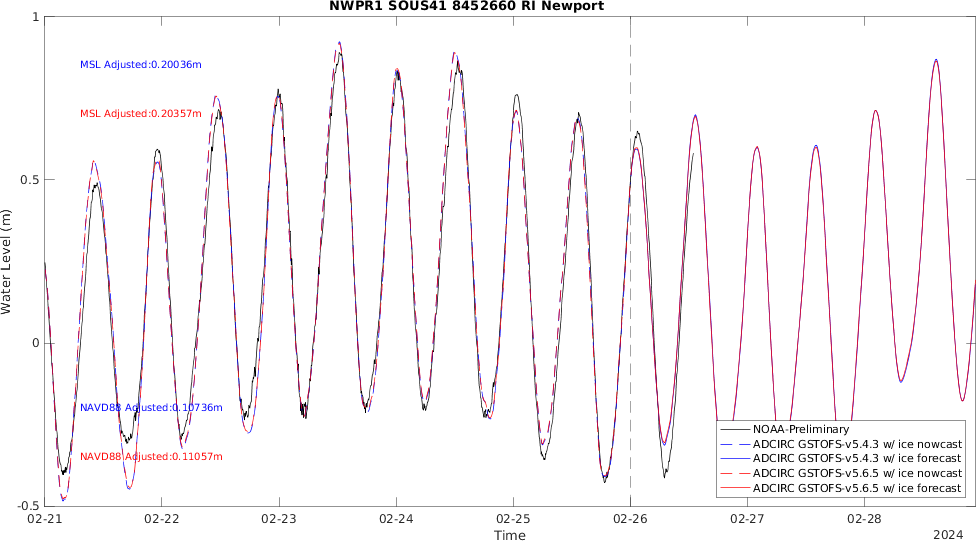 NWPR1 SOUS41 8452660 RI Newport
1
MSL Adjusted:0.20036m
MSL Adjusted:0.20357m
0.5
Water Level (m)
0
NAVD88 Adjusted:0.10736m
NAVD88 Adjusted:0.11057m
NOAA-Preliminary
ADCIRC GSTOFS-v5.4.3 w/ ice nowcast
ADCIRC GSTOFS-v5.4.3 w/ ice forecast
ADCIRC GSTOFS-v5.6.5 w/ ice nowcast
ADCIRC GSTOFS-v5.6.5 w/ ice forecast
-0.5
02-21 02-22 02-23 02-24 02-25 02-26 02-27 02-28
Time
2024